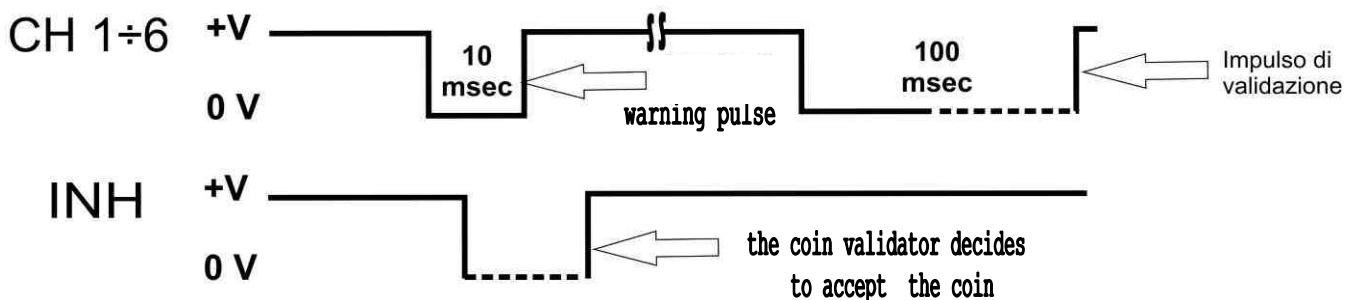 CH 1÷6
+V
0 V
10
msec
warning pulse
100
msec
Impulso di
validazione
INH
+V
0 V
the coin validator decides
to accept the coin